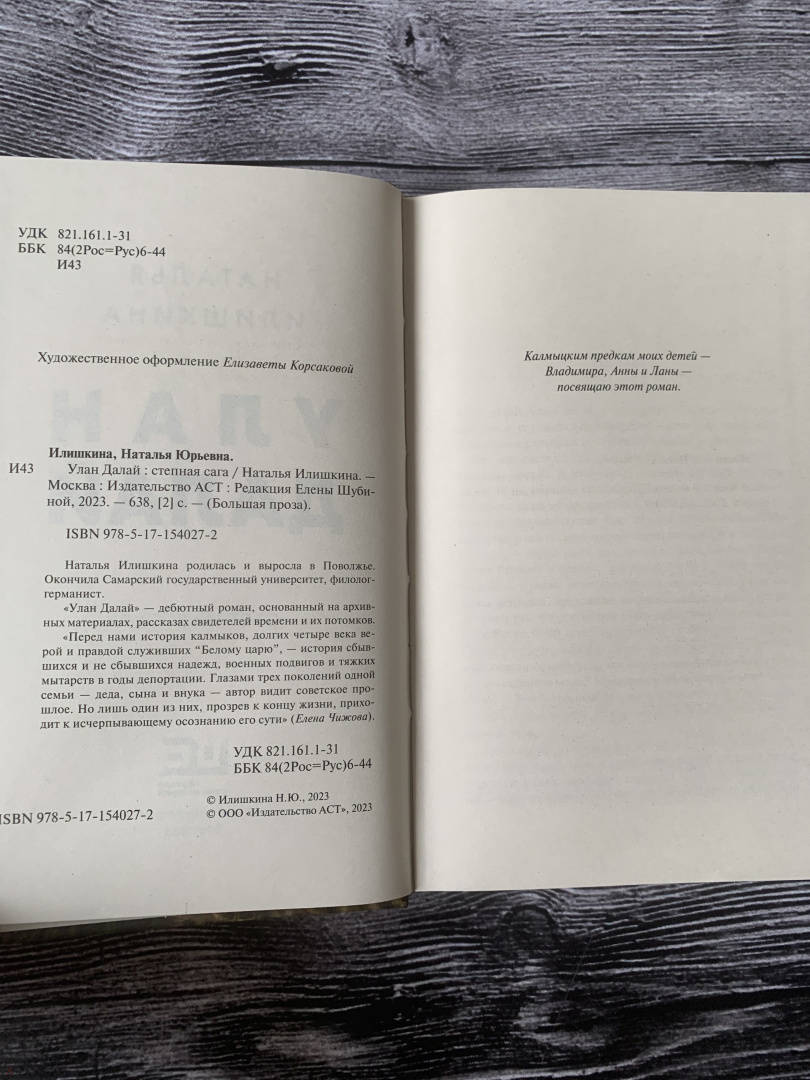 УДК 821.161.1-31
ББК 84(2Рос=Рус)6-44
И43
Художественное оформление Елизаветы Корсаковой
Илишкина, Наталья Юрьевна.
И43 Улан Далай : степная сага / Наталья Илишкина. —
Москва : Издательство АСТ : Редакция Елены Шуби-
ной, 2023. — 638, [2] с. — (Большая проза).
ISBN 978-5-17-154027-2
Наталья Илишкина родилась и выросла в Поволжье.
Окончила Самарский государственный университет, филолог-
германист.
«Улан Далай» — дебютный роман, основанный на архив-
ных материалах, рассказах свидетелей времени и их потомков.
«Перед нами история калмыков, долгих четыре века ве-
рой и правдой служивших "Белому царю", — история сбыв-
шихся и не сбывшихся надежд, военных подвигов и тяжких
мытарств в годы депортации. Глазами трех поколений одной
семьи — деда, сына и внука — автор видит советское про-
шлое. Но лишь один из них, прозрев к концу жизни, прихо-
дит к исчерпывающему осознанию его сути» (Елена Чижова).
УДК 821.161.1-31
ББК 84(2Рос=Рус)6-44
© Илишкина Н.Ю., 2023
© ООО «Издательство АСТ», 2023
ISBN 978-5-17-154027-2
Калмыцким предкам моих детей —
Владимира, Анны и Ланы —
посвящаю этот роман.